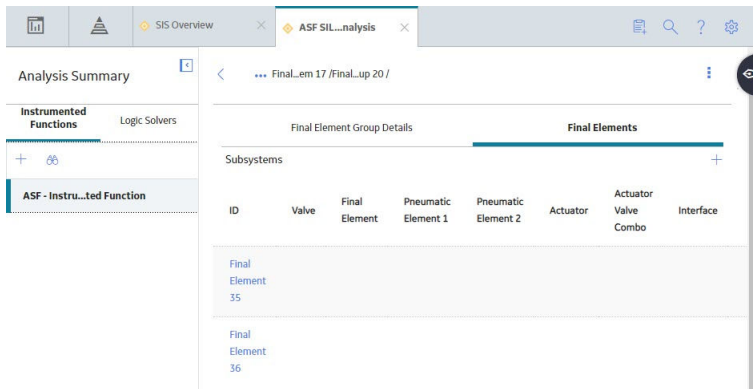 SIS Overview
ASF SIL...nalysis
Analysis Summary
Final...em 17 /Final...up 20 /
Instrumented
Functions
Logic Solvers
Final Element Group Details
Final Elements
Subsystems
ASF - Instru...ted Function
ID
Valve
Final
Element
Pneumatic
Element 1
Pneumatic
Element 2
Actuator
Actuator
Valve
Combo
Interface
Final
Element
35
Final
Element
36